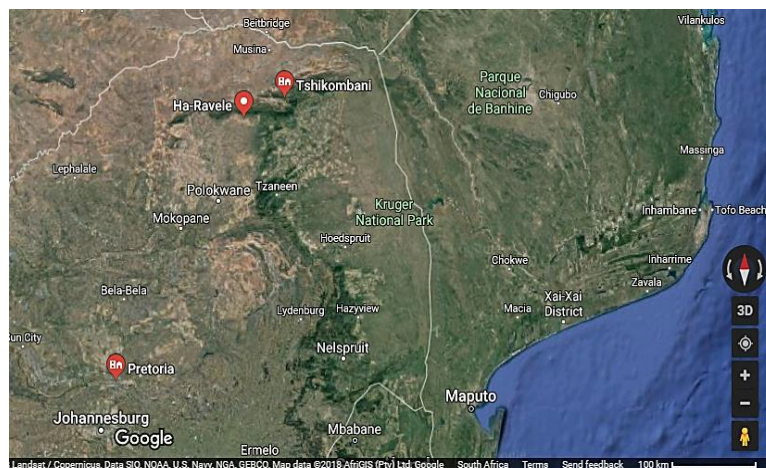 Beitbridge
Vilankulos
Musina
Tshikombani
Parque
Nacional
de Banhine
Chigubo
Ha-Ravele
Massinga
Lephalale
Polokwane
Tzaneen
Kruger
National Park
Inhambane
Tofo Beach
Mokopane
Hoedspruit
Chokwe
Inharrime
Bela-Bela
Zavala
Lydenburg
Hazyview
Macia
Xai-Xai
District
3D
Sun City
Nelspruit
Pretoria
Maputo
Johannesburg
Google
Mbabane
Ermelo
Landsat / Copernicus, Data SIO, NOAA, U.S. Navy, NGA, GEBCO, Map data ©2018 AfriGIS (Pty) Ltd, Google South Africa Terms Send feedback 100 km